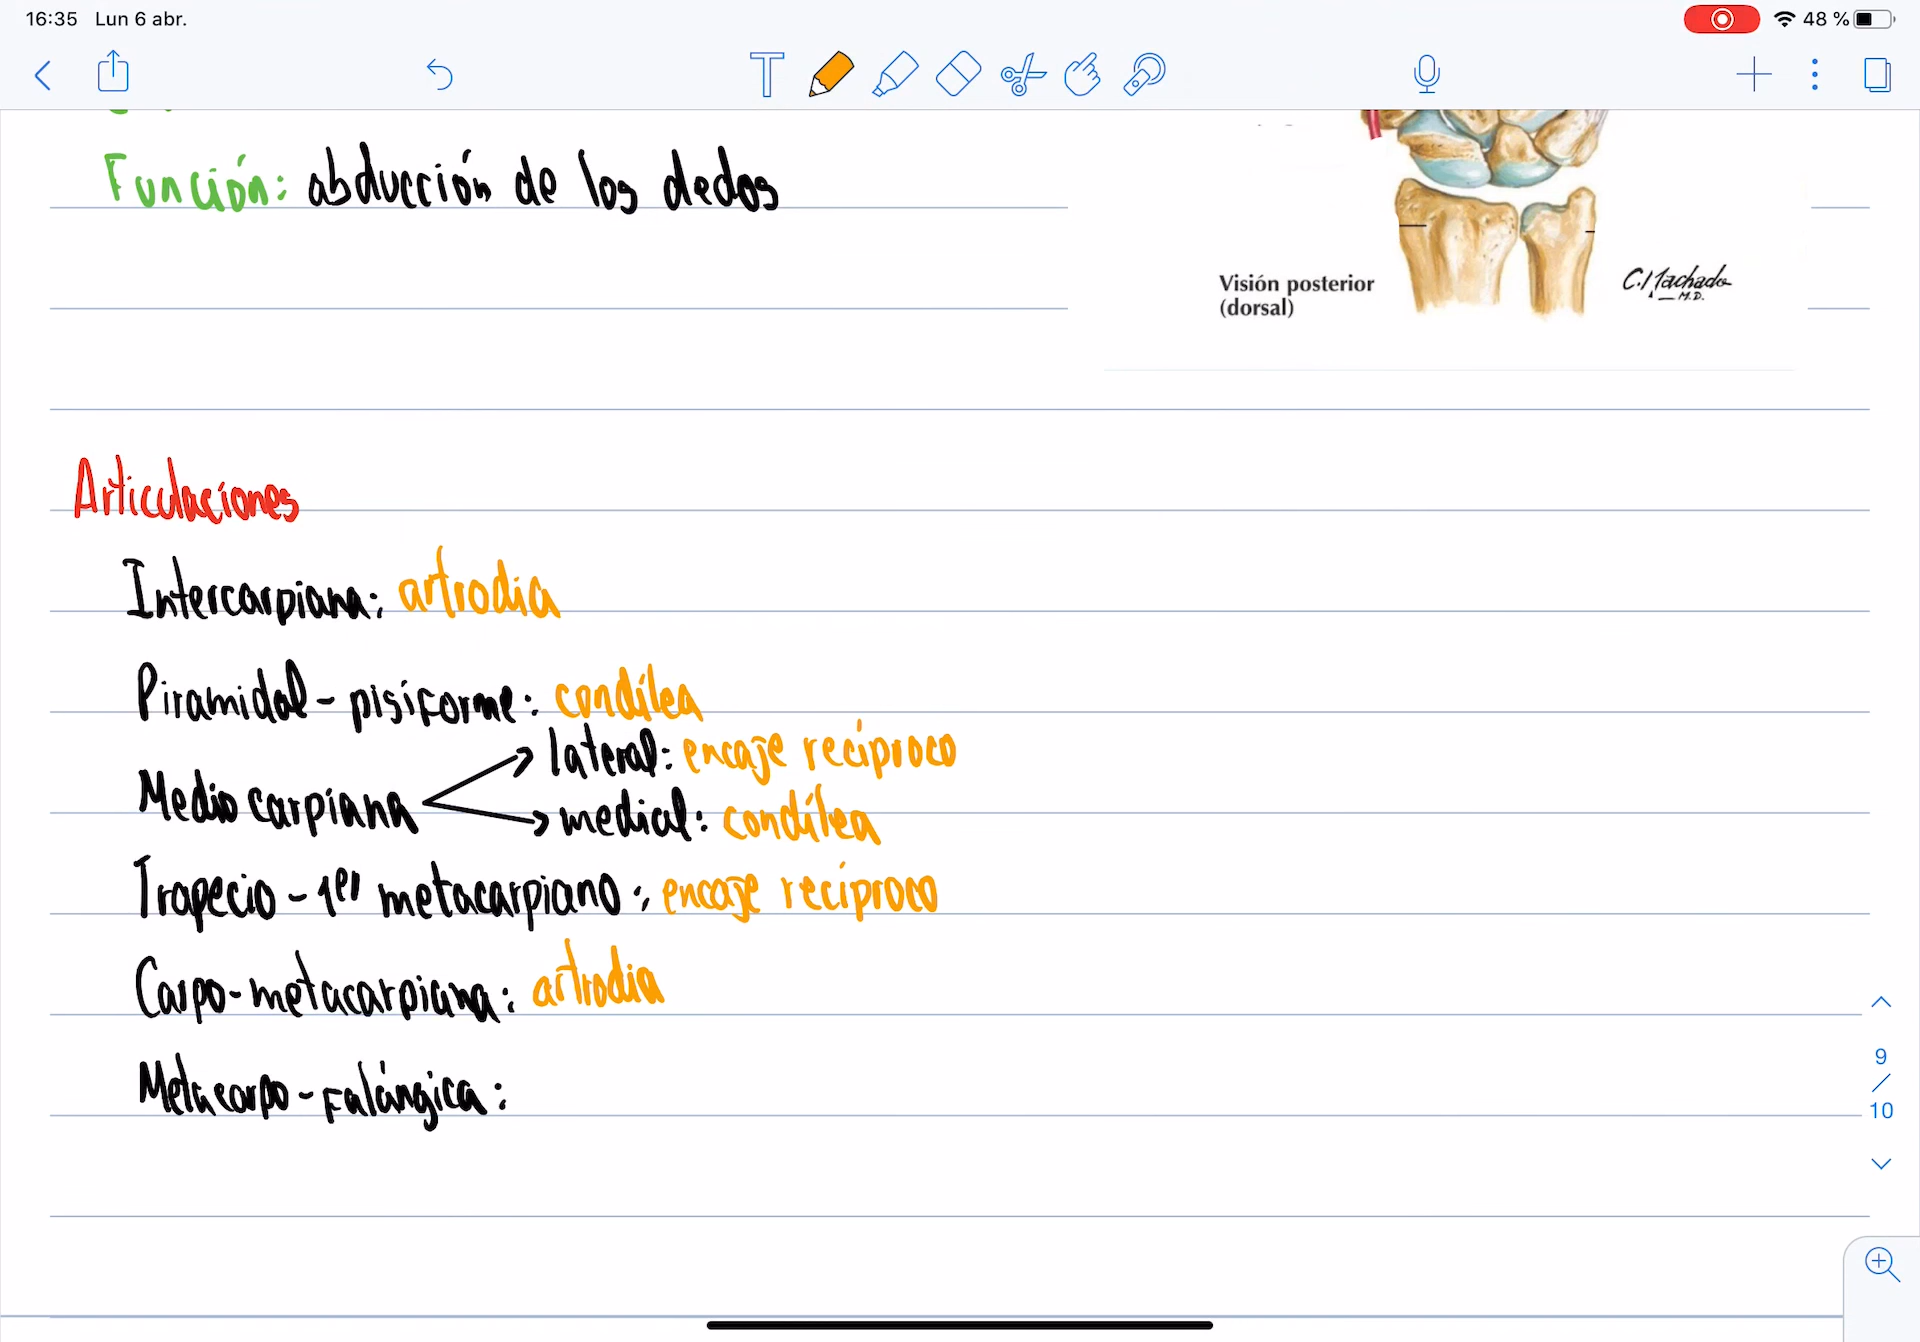 16:35 Lun 6 abr.
48 %
Función: abducción de los dedos
Visión posterior
(dorsal)
C. Machado
M.D.
Articulaciones
Intercarpiana: artrodia
Piramidal - pisiforme: condílea
lateral: encaje recíproco
Medio carpiana
medial: condílea
Trapecio - 1er metacarpiano: encaje recíproco
Carpo-metacarpiana: artrodia
Metacarpo-falángica:
9
/
10